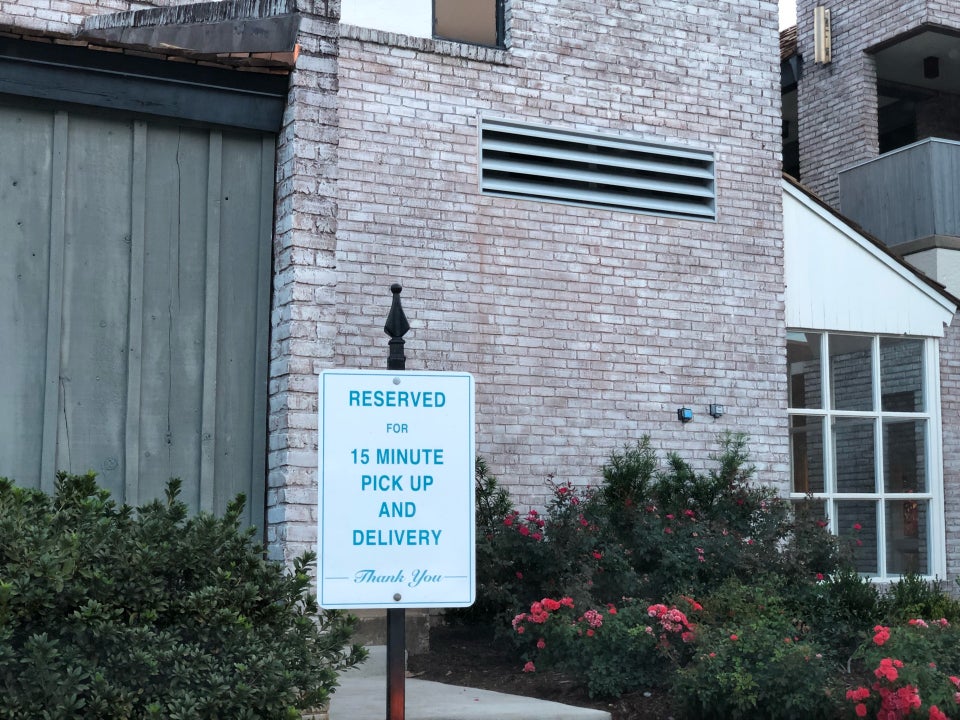 RESERVED
FOR
15 MINUTE
PICK UP
AND
DELIVERY
Thank You